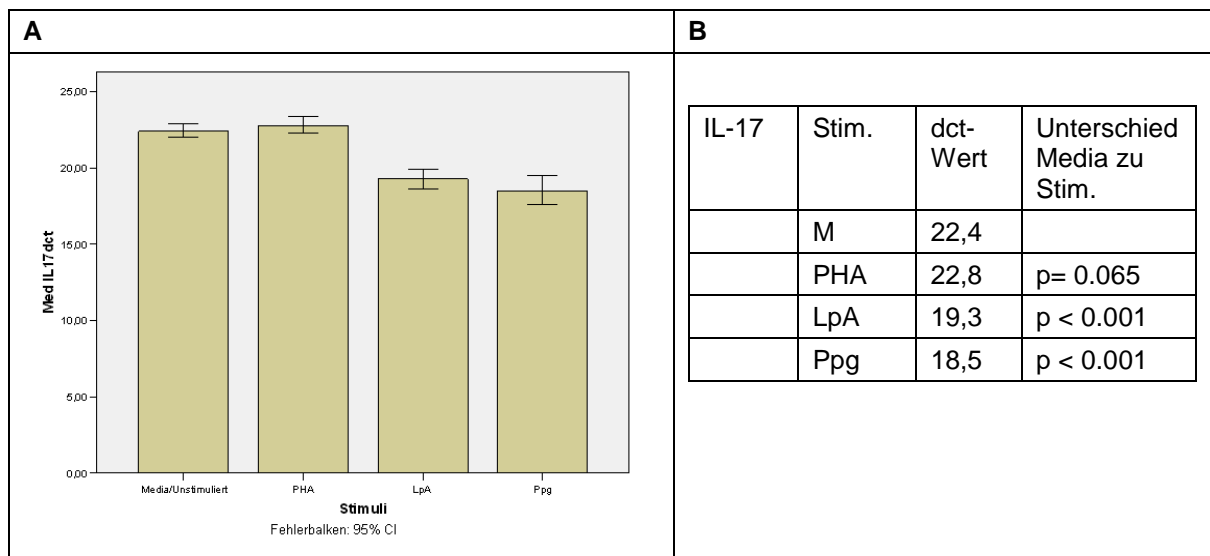 A
B
25,00
20,00
15,00
10,00
5,00
0,00
Med IL17dct
Media/Unstimuliert PHA LpA Ppg
Stimuli
Fehlerbalken: 95% CI
IL-17 Stim. dct- Unterschied
Wert Media zu
Stim.
M 22,4
PHA 22,8 p= 0.065
LpA 19,3 p < 0.001
Ppg 18,5 p < 0.001